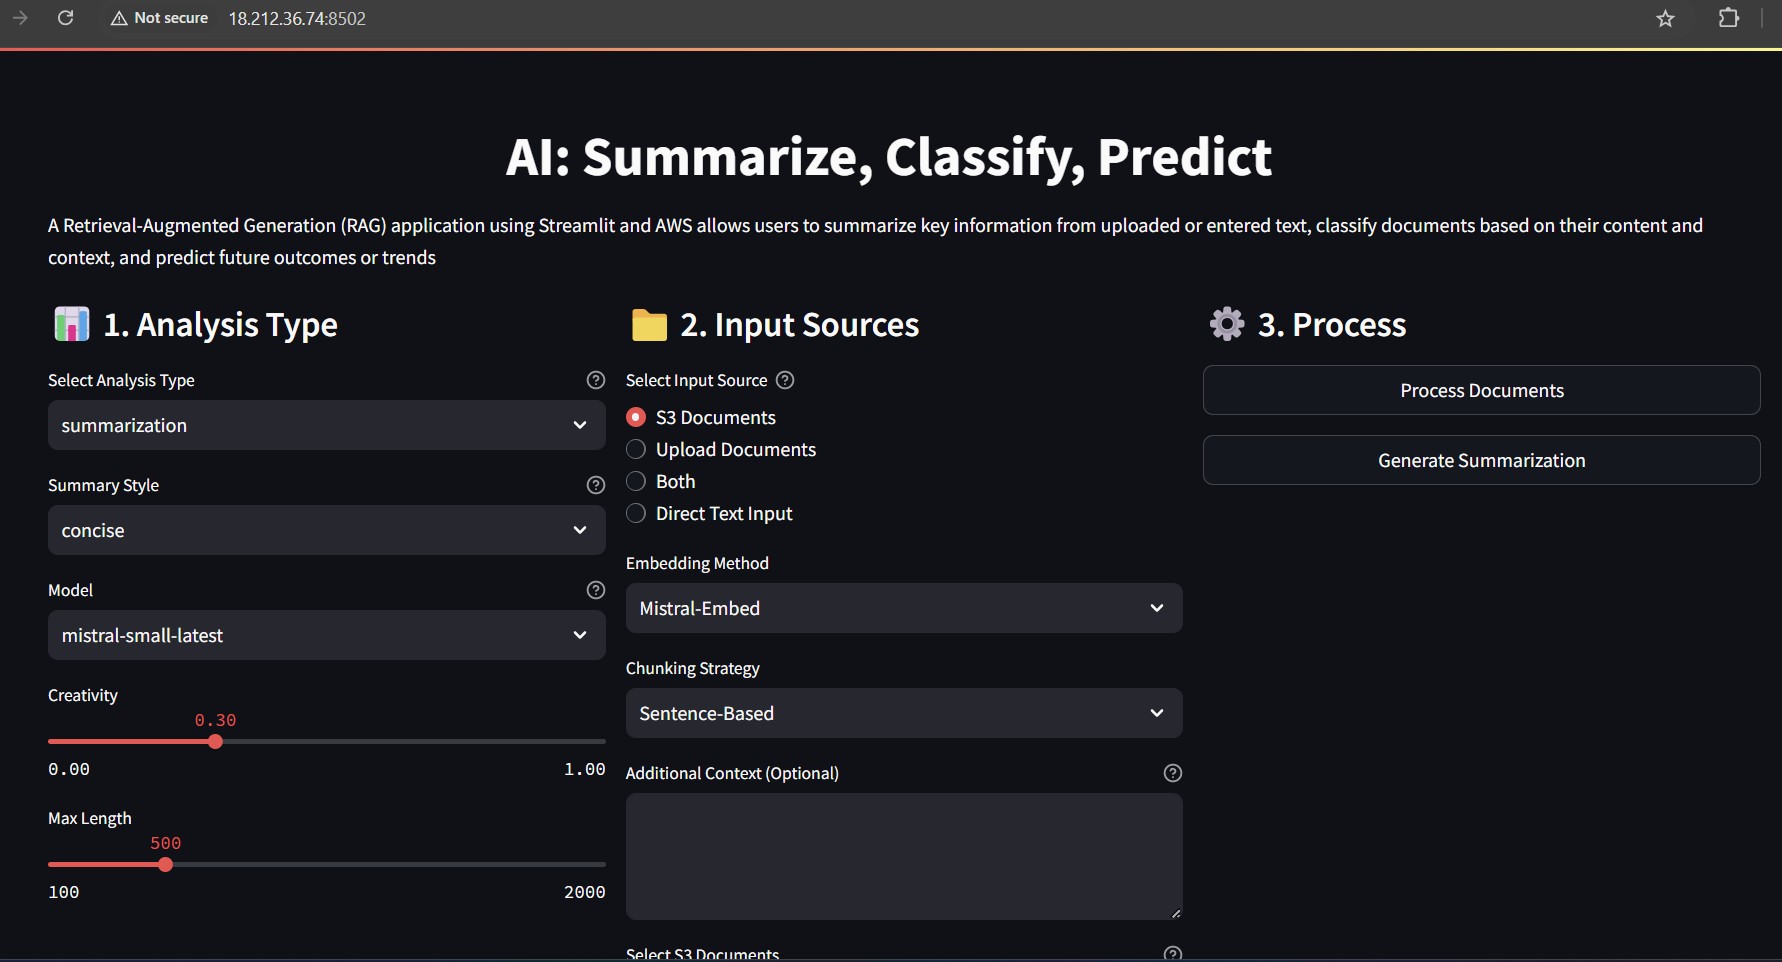 Not secure
18.212.36.74:8502
AI: Summarize, Classify, Predict
A Retrieval-Augmented Generation (RAG) application using Streamlit and AWS allows users to summarize key information from uploaded or entered text, classify documents based on their content and
context, and predict future outcomes or trends
1. Analysis Type
Select Analysis Type
summarization
Summary Style
concise
Model
mistral-small-latest
Creativity
0.30
0.00 1.00
Max Length
500
100 2000
2. Input Sources
Select Input Source
S3 Documents
Upload Documents
Both
Direct Text Input
Embedding Method
Mistral-Embed
Chunking Strategy
Sentence-Based
Additional Context (Optional)
Select S3 Documents
3. Process
Process Documents
Generate Summarization